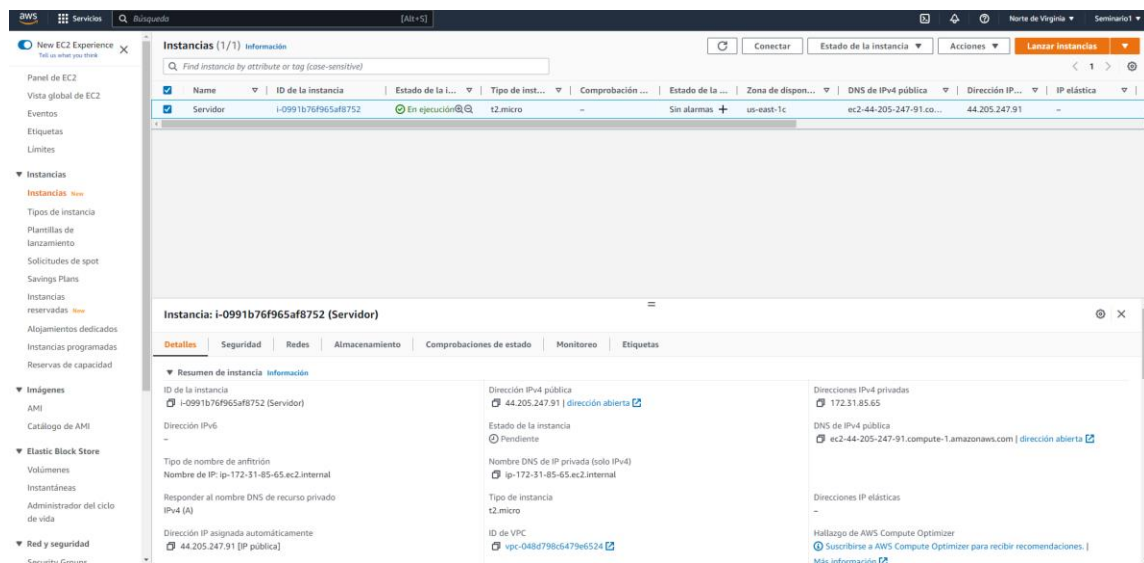 aws Servicios Búsqueda [Alt+S] Norte de Virginia Seminario1
New EC2 Experience
Tell us what you think
Panel de EC2
Vista global de EC2
Eventos
Etiquetas
Límites
Instancias
Instancias New
Tipos de instancia
Plantillas de
lanzamiento
Solicitudes de spot
Savings Plans
Instancias
reservadas New
Alojamientos dedicados
Instancias programadas
Reservas de capacidad
Imágenes
AMI
Catálogo de AMI
Elastic Block Store
Volúmenes
Instantáneas
Administrador del ciclo
de vida
Red y seguridad
Security Groups
Instancias (1/1) Información
Conectar Estado de la instancia Acciones Lanzar instancias
Find instance by attribute or tag (case-sensitive)
1
Name ID de la instancia Estado de la i... Tipo de inst... Comprobación ... Estado de la ... Zona de dispon... DNS de IPv4 pública Dirección IP... IP elástica
Servidor i-0991b76f965af8752 En ejecución t2.micro – Sin alarmas us-east-1c ec2-44-205-247-91.co... 44.205.247.91 –
Instancia: i-0991b76f965af8752 (Servidor)
Detalles Seguridad Redes Almacenamiento Comprobaciones de estado Monitoreo Etiquetas
Resumen de instancia Información
ID de la instancia Dirección IPv4 pública Direcciones IPv4 privadas
i-0991b76f965af8752 (Servidor) 44.205.247.91 | dirección abierta 172.31.85.65
Dirección IPv6 Estado de la instancia DNS de IPv4 pública
– Pendiente ec2-44-205-247-91.compute-1.amazonaws.com | dirección abierta
Tipo de nombre de anfitrión Nombre DNS de IP privada (solo IPv4)
Nombre de IP: ip-172-31-85-65.ec2.internal ip-172-31-85-65.ec2.internal
Responder al nombre DNS de recurso privado Tipo de instancia Direcciones IP elásticas
IPv4 (A) t2.micro –
Dirección IP asignada automáticamente ID de VPC Hallazgo de AWS Compute Optimizer
44.205.247.91 [IP pública] vpc-048d798c6479e6524 Suscribirse a AWS Compute Optimizer para recibir recomendaciones. |
Más información